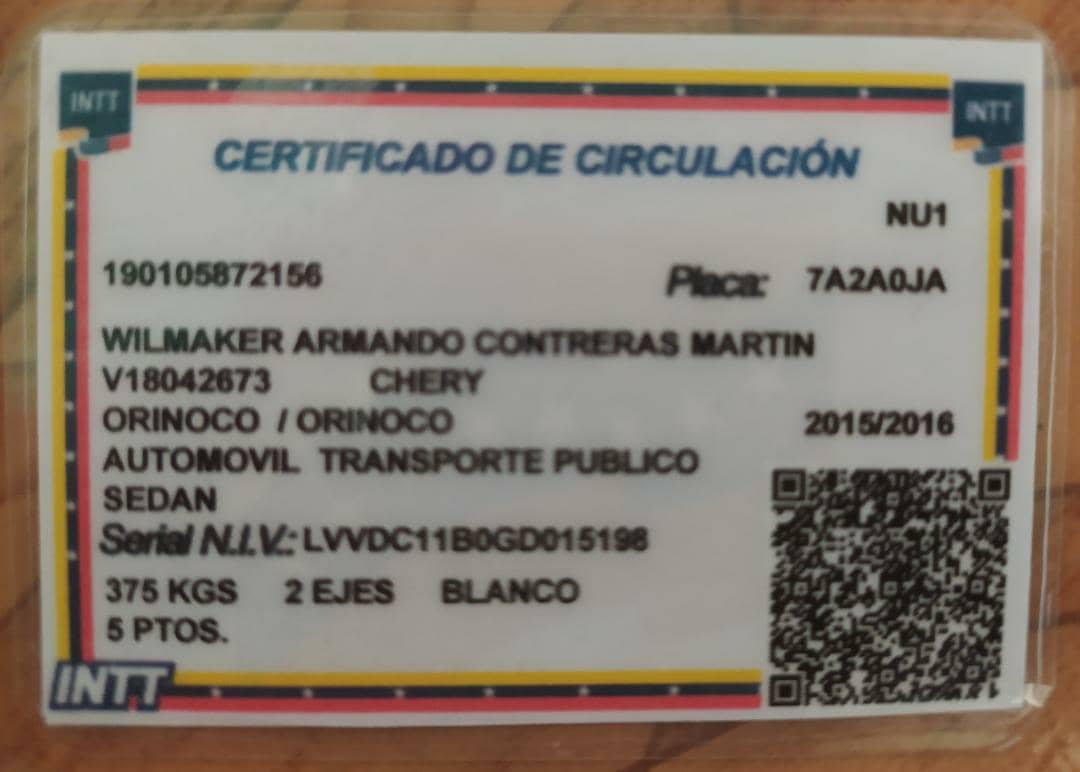 INTT
INTT
CERTIFICADO DE CIRCULACIÓN
NU1
190105872156 Placa: 7A2A0JA
WILMAKER ARMANDO CONTRERAS MARTIN
V18042673 CHERY
ORINOCO / ORINOCO 2015/2016
AUTOMOVIL TRANSPORTE PUBLICO
SEDAN
Serial N.I.V.: LVVDC11B0GD015198
375 KGS 2 EJES BLANCO
5 PTOS.
INTT